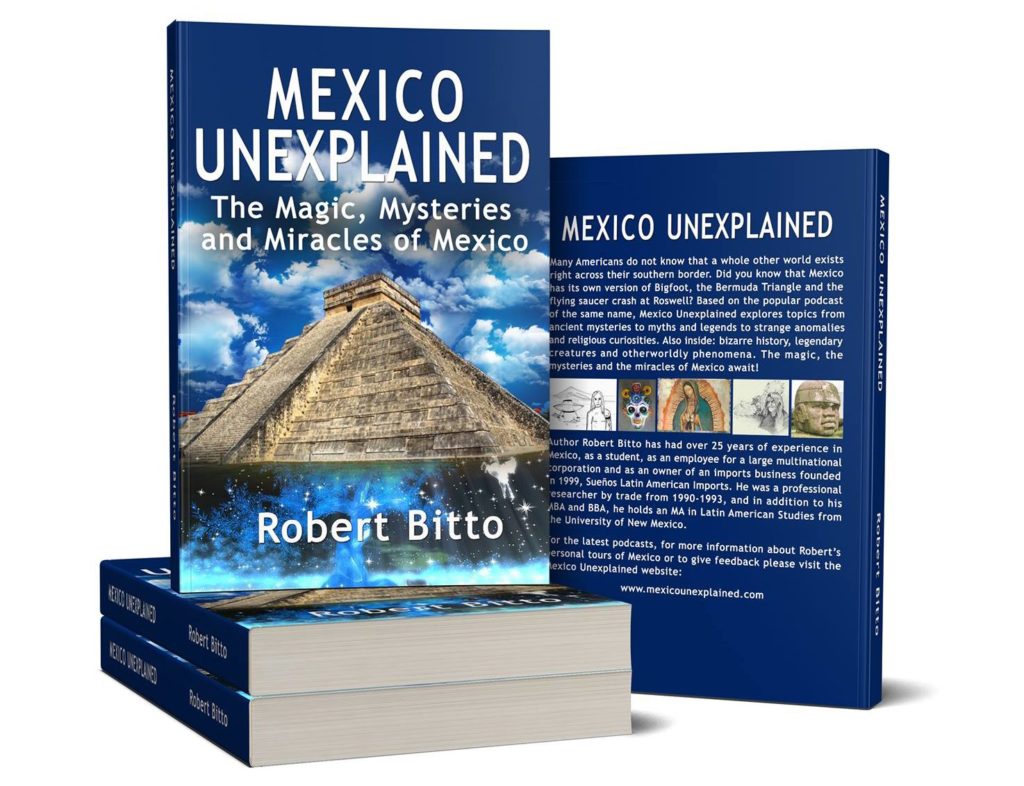 MEXICO
UNEXPLAINED
The Magic, Mysteries
and Miracles of Mexico
Robert Bitto
MEXICO UNEXPLAINED
Robert Bitto
MEXICO UNEXPLAINED
Many Americans do not know that a whole other world exists
right across their southern border. Did you know that Mexico
has its own version of Bigfoot, the Bermuda Triangle and the
flying saucer crash at Roswell? Based on the popular podcast
of the same name, Mexico Unexplained explores topics from
ancient mysteries to myths and legends to strange anomalies
and religious curiosities. Also inside: bizarre history, legendary
creatures and otherworldly phenomena. The magic, the
mysteries and the miracles of Mexico await!
Author Robert Bitto has had over 25 years of experience in
Mexico, as a student, as an employee for a large multinational
corporation and as an owner of an imports business founded
in 1999, Sueños Latin American Imports. He was a professional
researcher by trade from 1990-1993, and in addition to his
MBA and BBA, he holds an MA in Latin American Studies from
the University of New Mexico.
For the latest podcasts, for more information about Robert's
personal tours of Mexico or to give feedback please visit the
Mexico Unexplained website:
www.mexicounexplained.com
MEXICO UNEXPLAINED
Robert Bitto
MEXICO UNEXPLAINED
Robert Bitto
Robert Bitto
MEXICO UNEXPLAINED
Robert Bitto